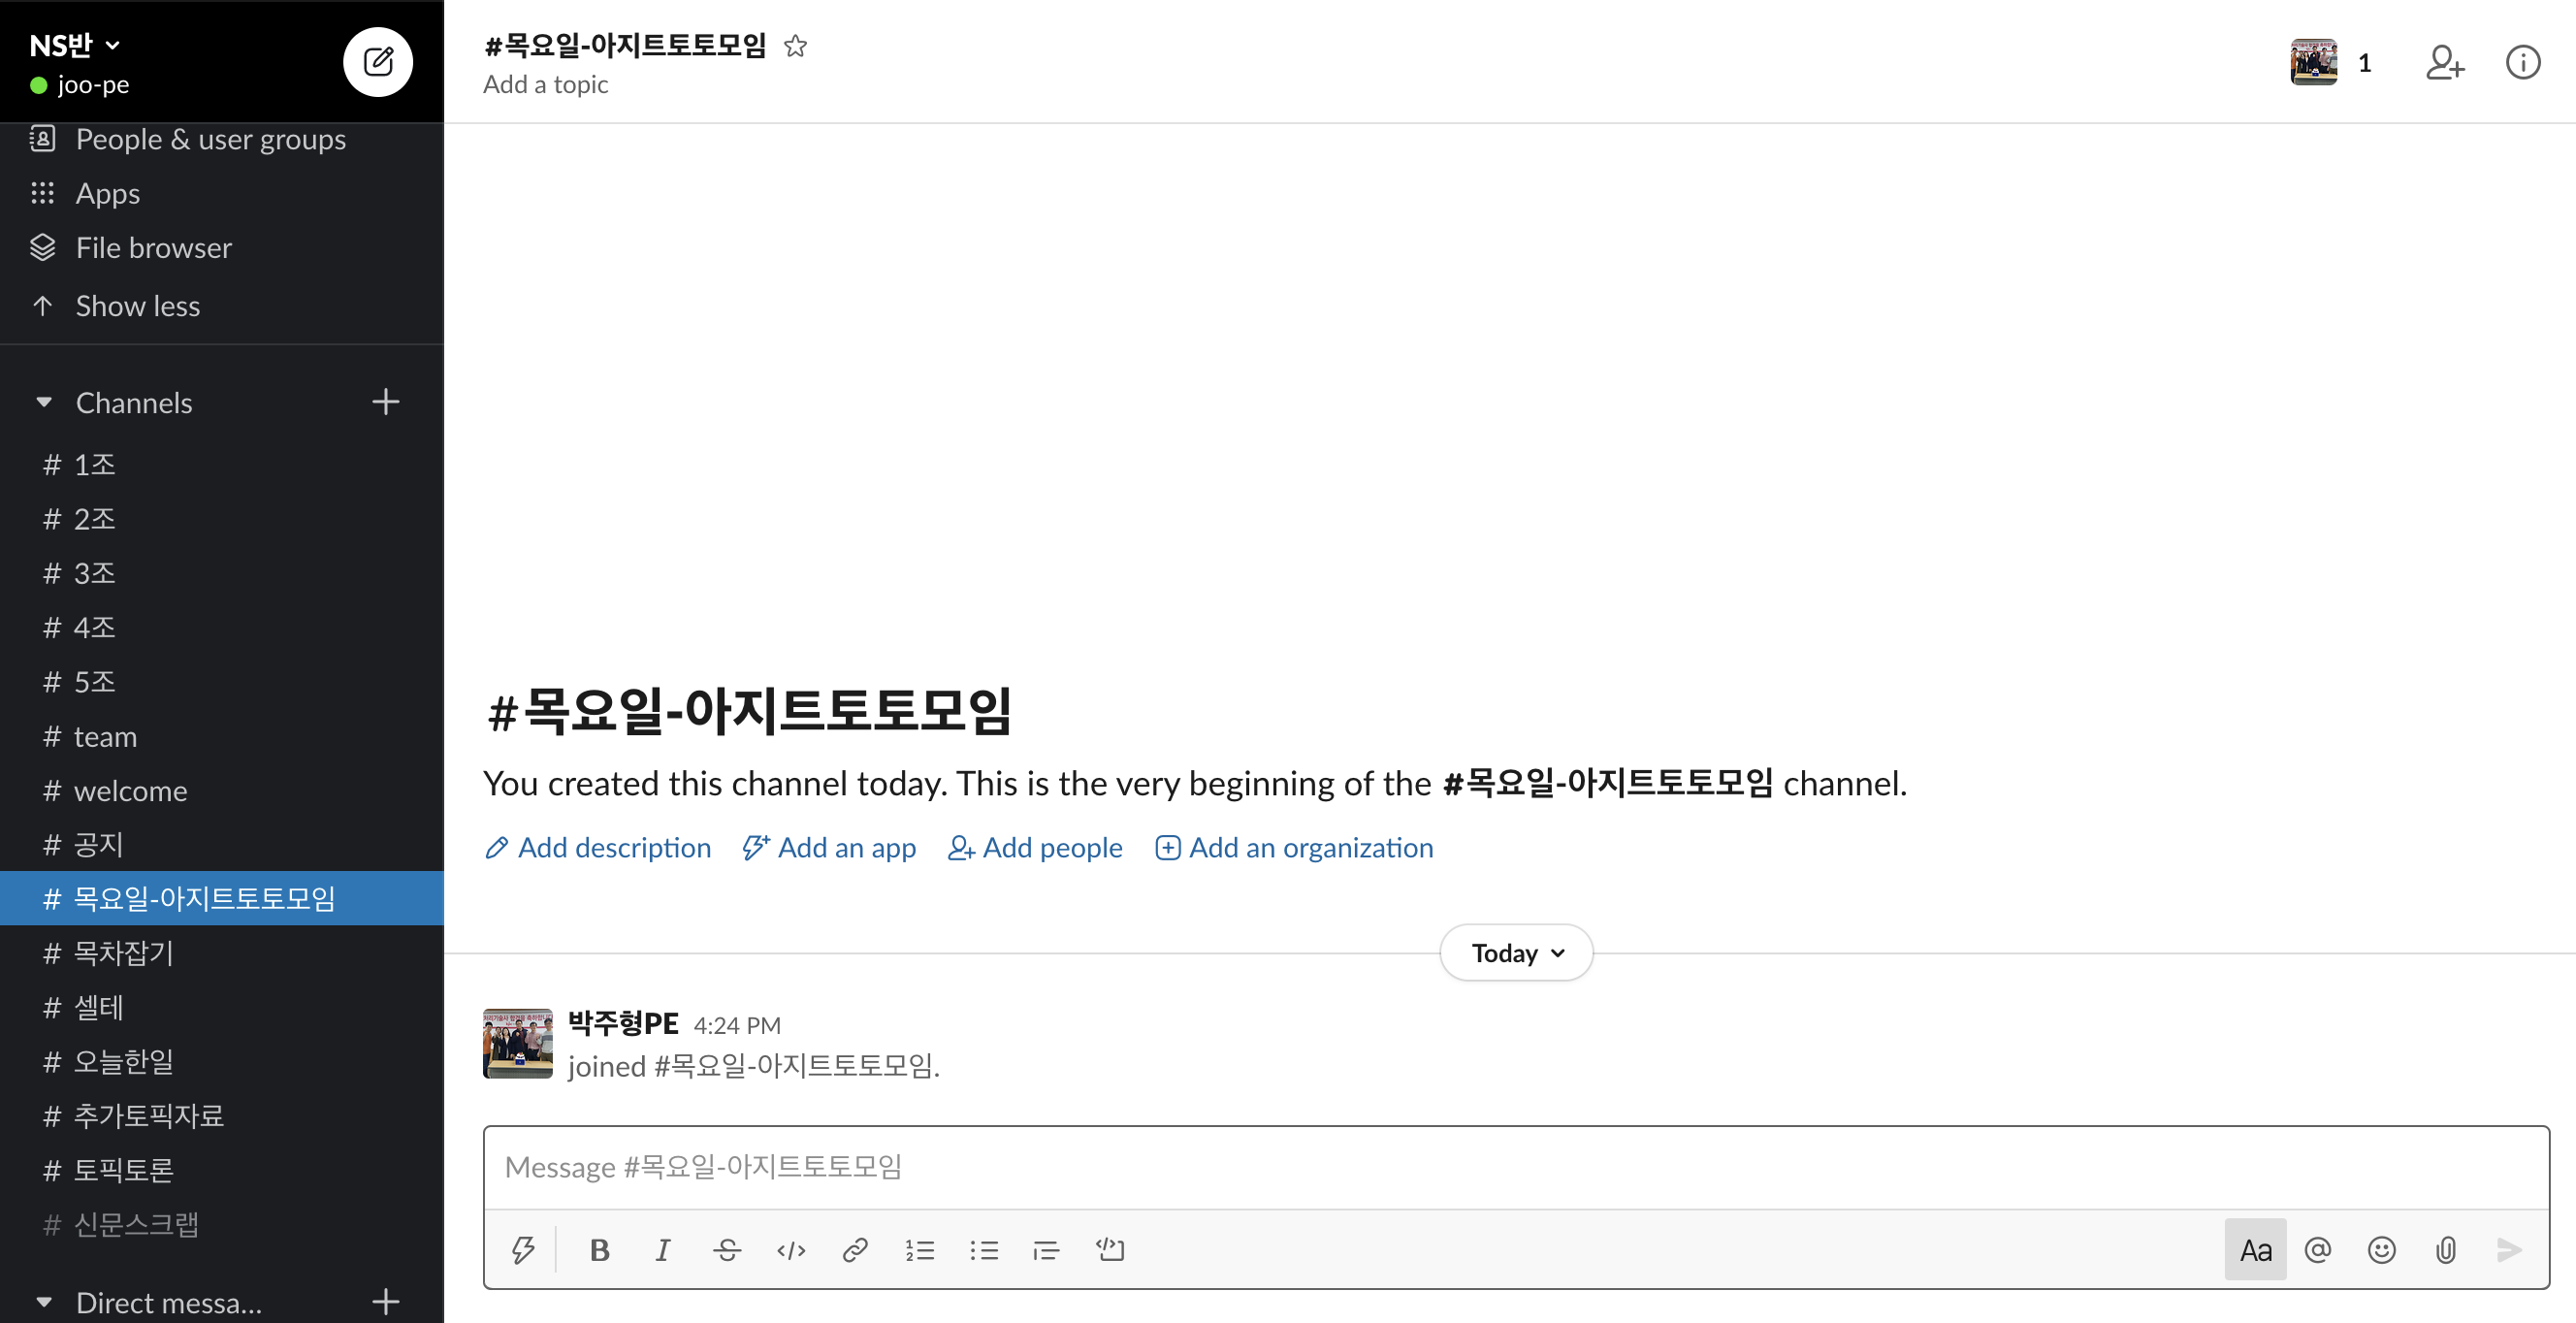 NS반
joo-pe
People & user groups
Apps
File browser
Show less
Channels
# 1조
# 2조
# 3조
# 4조
# 5조
# team
# welcome
# 공지
# 목요일-아지트토토모임
# 목차잡기
# 셀테
# 오늘한일
# 추가토픽자료
# 토픽토론
# 신문스크랩
Direct messa...
#목요일-아지트토토모임
Add a topic
1
#목요일-아지트토토모임
You created this channel today. This is the very beginning of the #목요일-아지트토토모임 channel.
Add description Add an app Add people Add an organization
Today
박주형PE 4:24 PM
joined #목요일-아지트토토모임.
Message #목요일-아지트토토모임
B I S </> Aa @